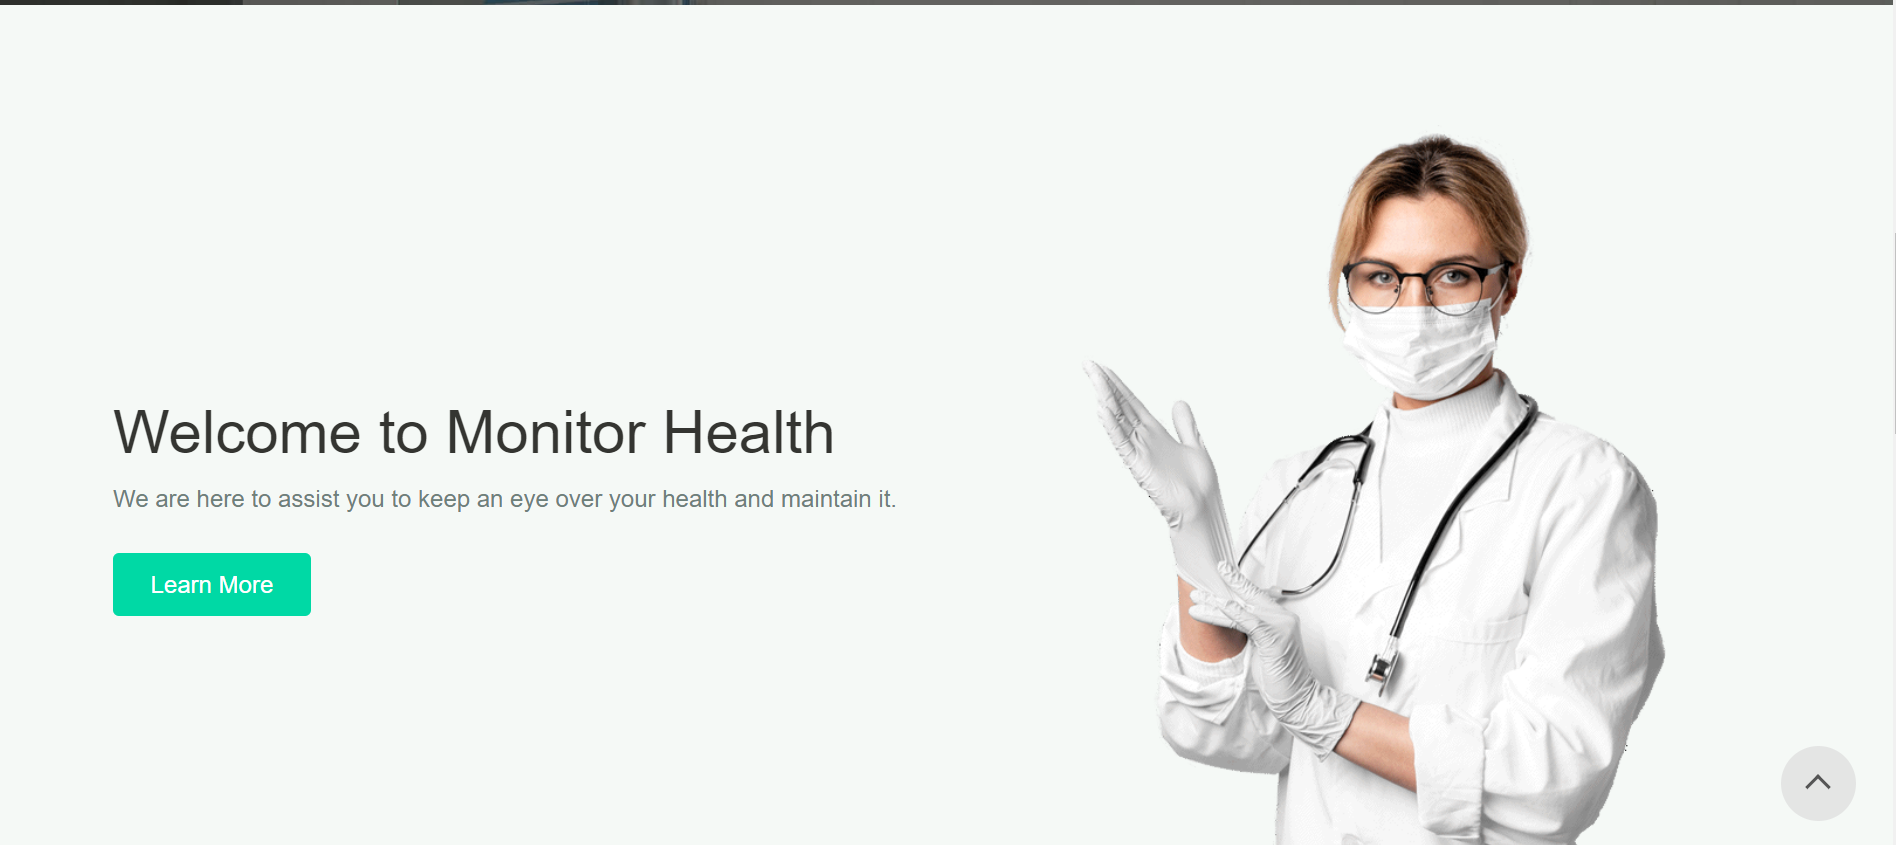 Welcome to Monitor Health
We are here to assist you to keep an eye over your health and maintain it.
Learn More